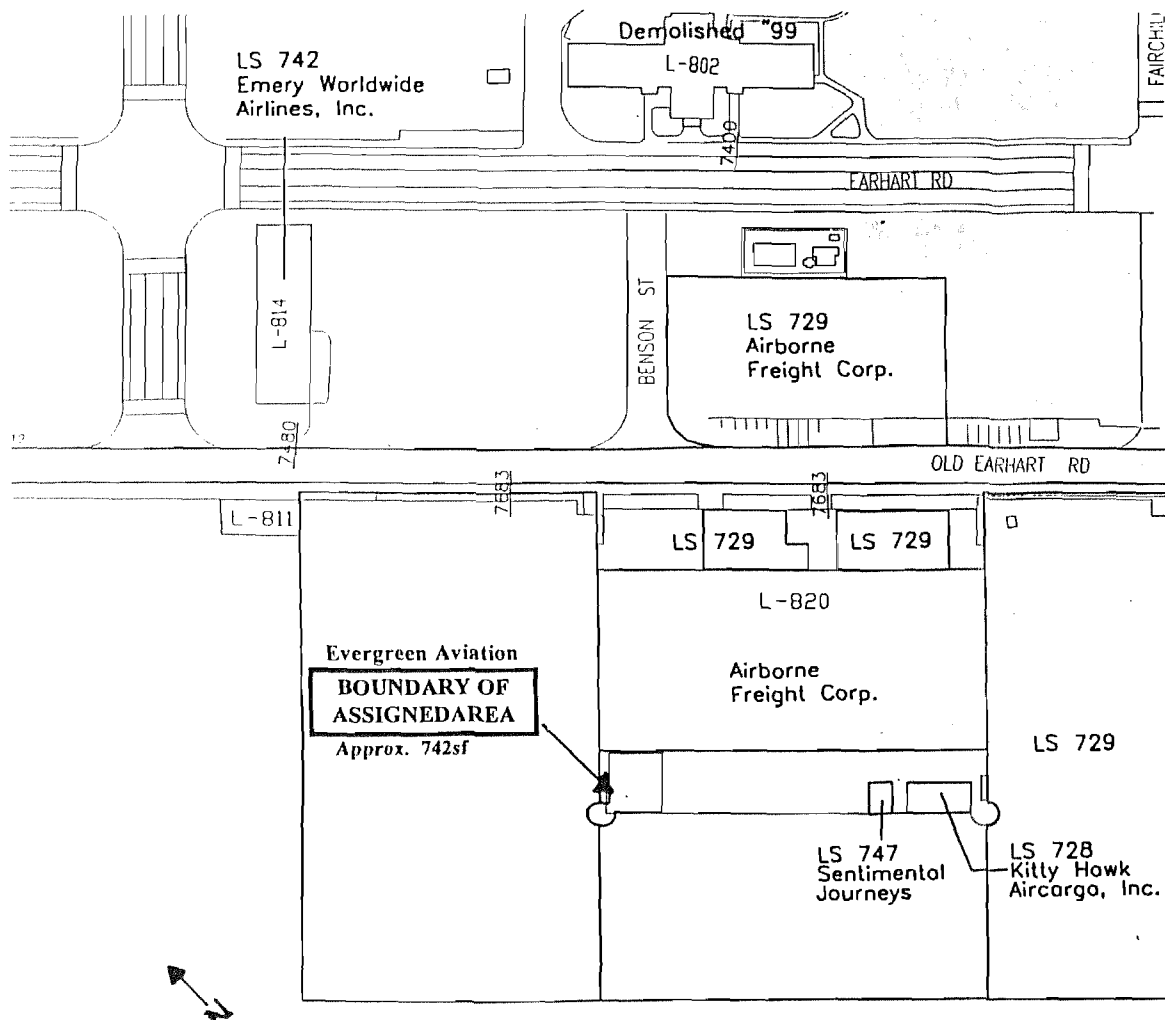 Demolished "99
L-802
LS 742
Emery Worldwide
Airlines, Inc.
7400
EARHART RD
L-814
BENSON ST
LS 729
Airborne
Freight Corp.
7480
OLD EARHART RD
L-811
7683
7683
LS 729
LS 729
L-820
Evergreen Aviation
BOUNDARY OF
ASSIGNEDAREA
Approx. 742sf
Airborne
Freight Corp.
LS 729
LS 747
Sentimental
Journeys
LS 728
Kitty Hawk
Aircargo, Inc.